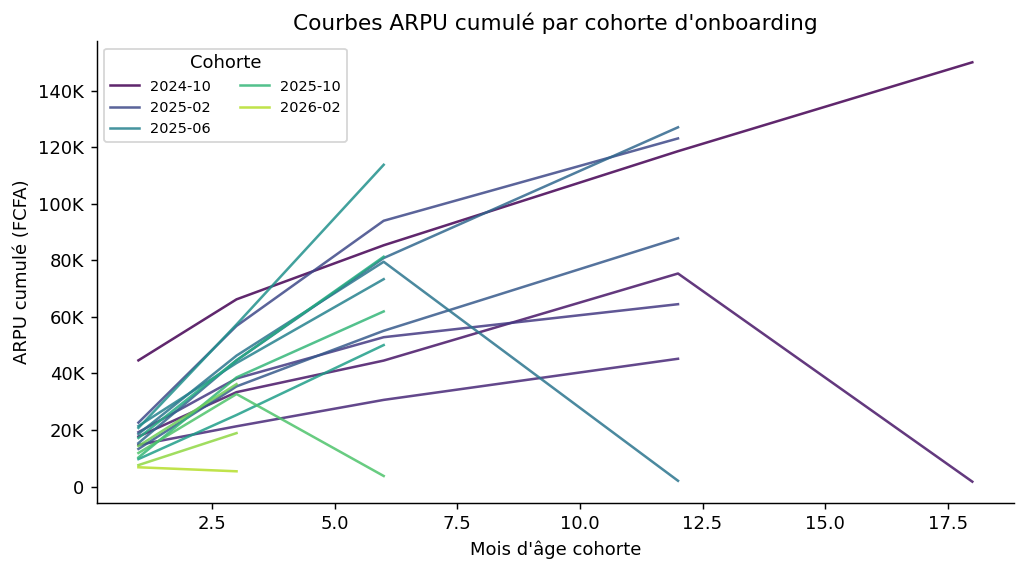 Courbes ARPU cumulé par cohorte d'onboarding
Cohorte
2024-10
2025-02
2025-06
2025-10
2026-02
ARPU cumulé (FCFA)
140K
120K
100K
80K
60K
40K
20K
0
2.5 5.0 7.5 10.0 12.5 15.0 17.5
Mois d'âge cohorte